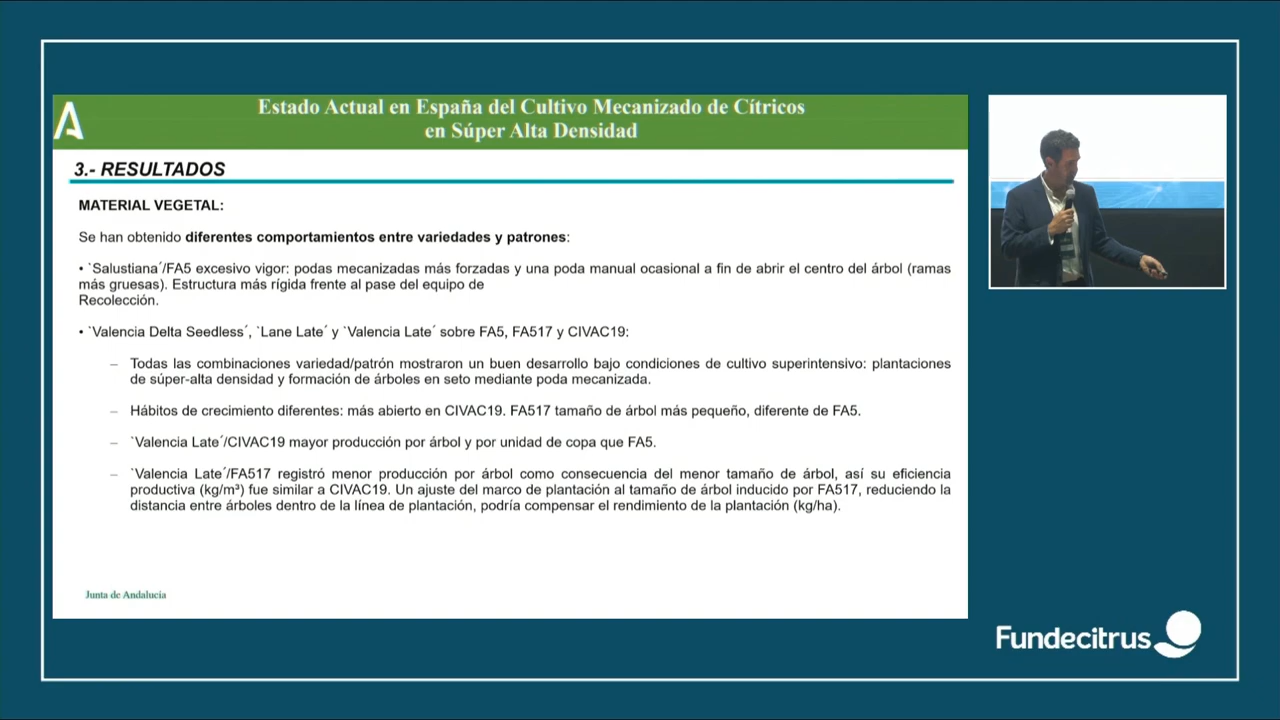 Estado Actual en España del Cultivo Mecanizado de Cítricos
en Súper Alta Densidad
3.- RESULTADOS
MATERIAL VEGETAL:
Se han obtenido diferentes comportamientos entre variedades y patrones:
• `Salustiana´/FA5 excesivo vigor: podas mecanizadas más forzadas y una poda manual ocasional a fin de abrir el centro del árbol (ramas
más gruesas). Estructura más rígida frente al pase del equipo de
Recolección.
• `Valencia Delta Seedless´, `Lane Late´ y `Valencia Late´ sobre FA5, FA517 y CIVAC19:
– Todas las combinaciones variedad/patrón mostraron un buen desarrollo bajo condiciones de cultivo superintensivo: plantaciones
de súper-alta densidad y formación de árboles en seto mediante poda mecanizada.
– Hábitos de crecimiento diferentes: más abierto en CIVAC19. FA517 tamaño de árbol más pequeño, diferente de FA5.
– `Valencia Late´/CIVAC19 mayor producción por árbol y por unidad de copa que FA5.
– `Valencia Late´/FA517 registró menor producción por árbol como consecuencia del menor tamaño de árbol, así su eficiencia
productiva (kg/m³) fue similar a CIVAC19. Un ajuste del marco de plantación al tamaño de árbol inducido por FA517, reduciendo la
distancia entre árboles dentro de la línea de plantación, podría compensar el rendimiento de la plantación (kg/ha).
Junta de Andalucía
Fundecitrus